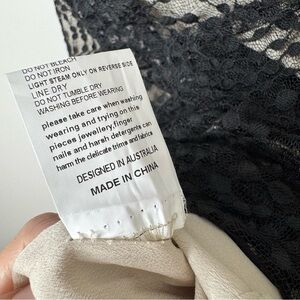 DO NOT BLEACH
DO NOT IRON
LIGHT STEAM ONLY ON REVERSE SIDE
LINE DRY
DO NOT TUMBLE DRY
WASHING BEFORE WEARING
please take care when washing
wearing snd trying on this
pieces jewellery,finger
nails and harsh detergents can
harm the delicate trims and fabrics
DESIGNED IN AUSTRALIA
MADE IN CHINA